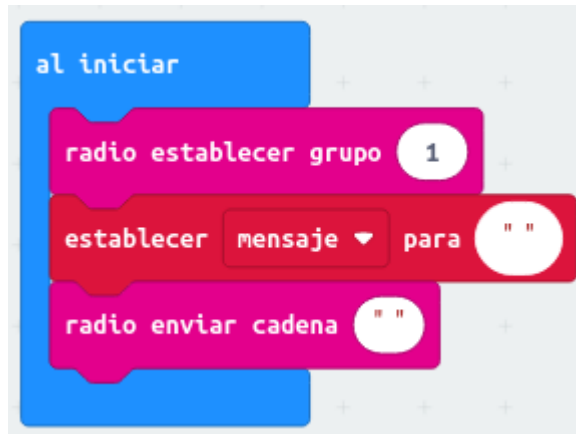 al iniciar
radio establecer grupo 1
establecer mensaje para " "
radio enviar cadena " "